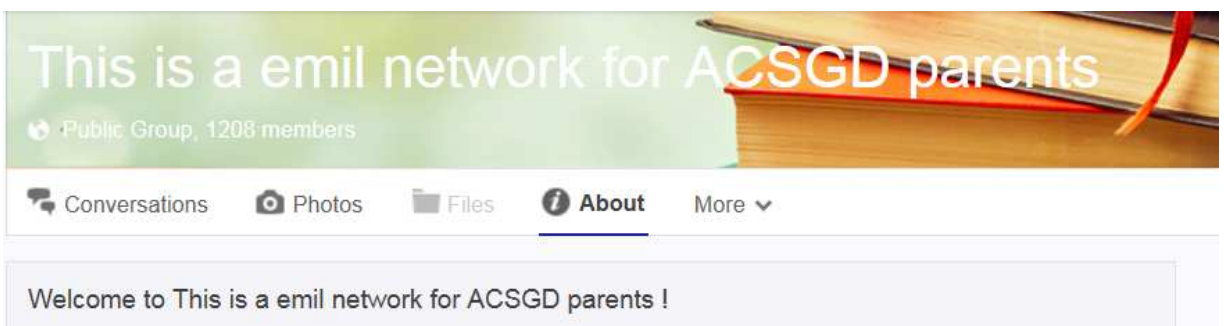 This is a emil network for ACSGD parents
Public Group, 1208 members
Conversations Photos Files About More
Welcome to This is a emil network for ACSGD parents !